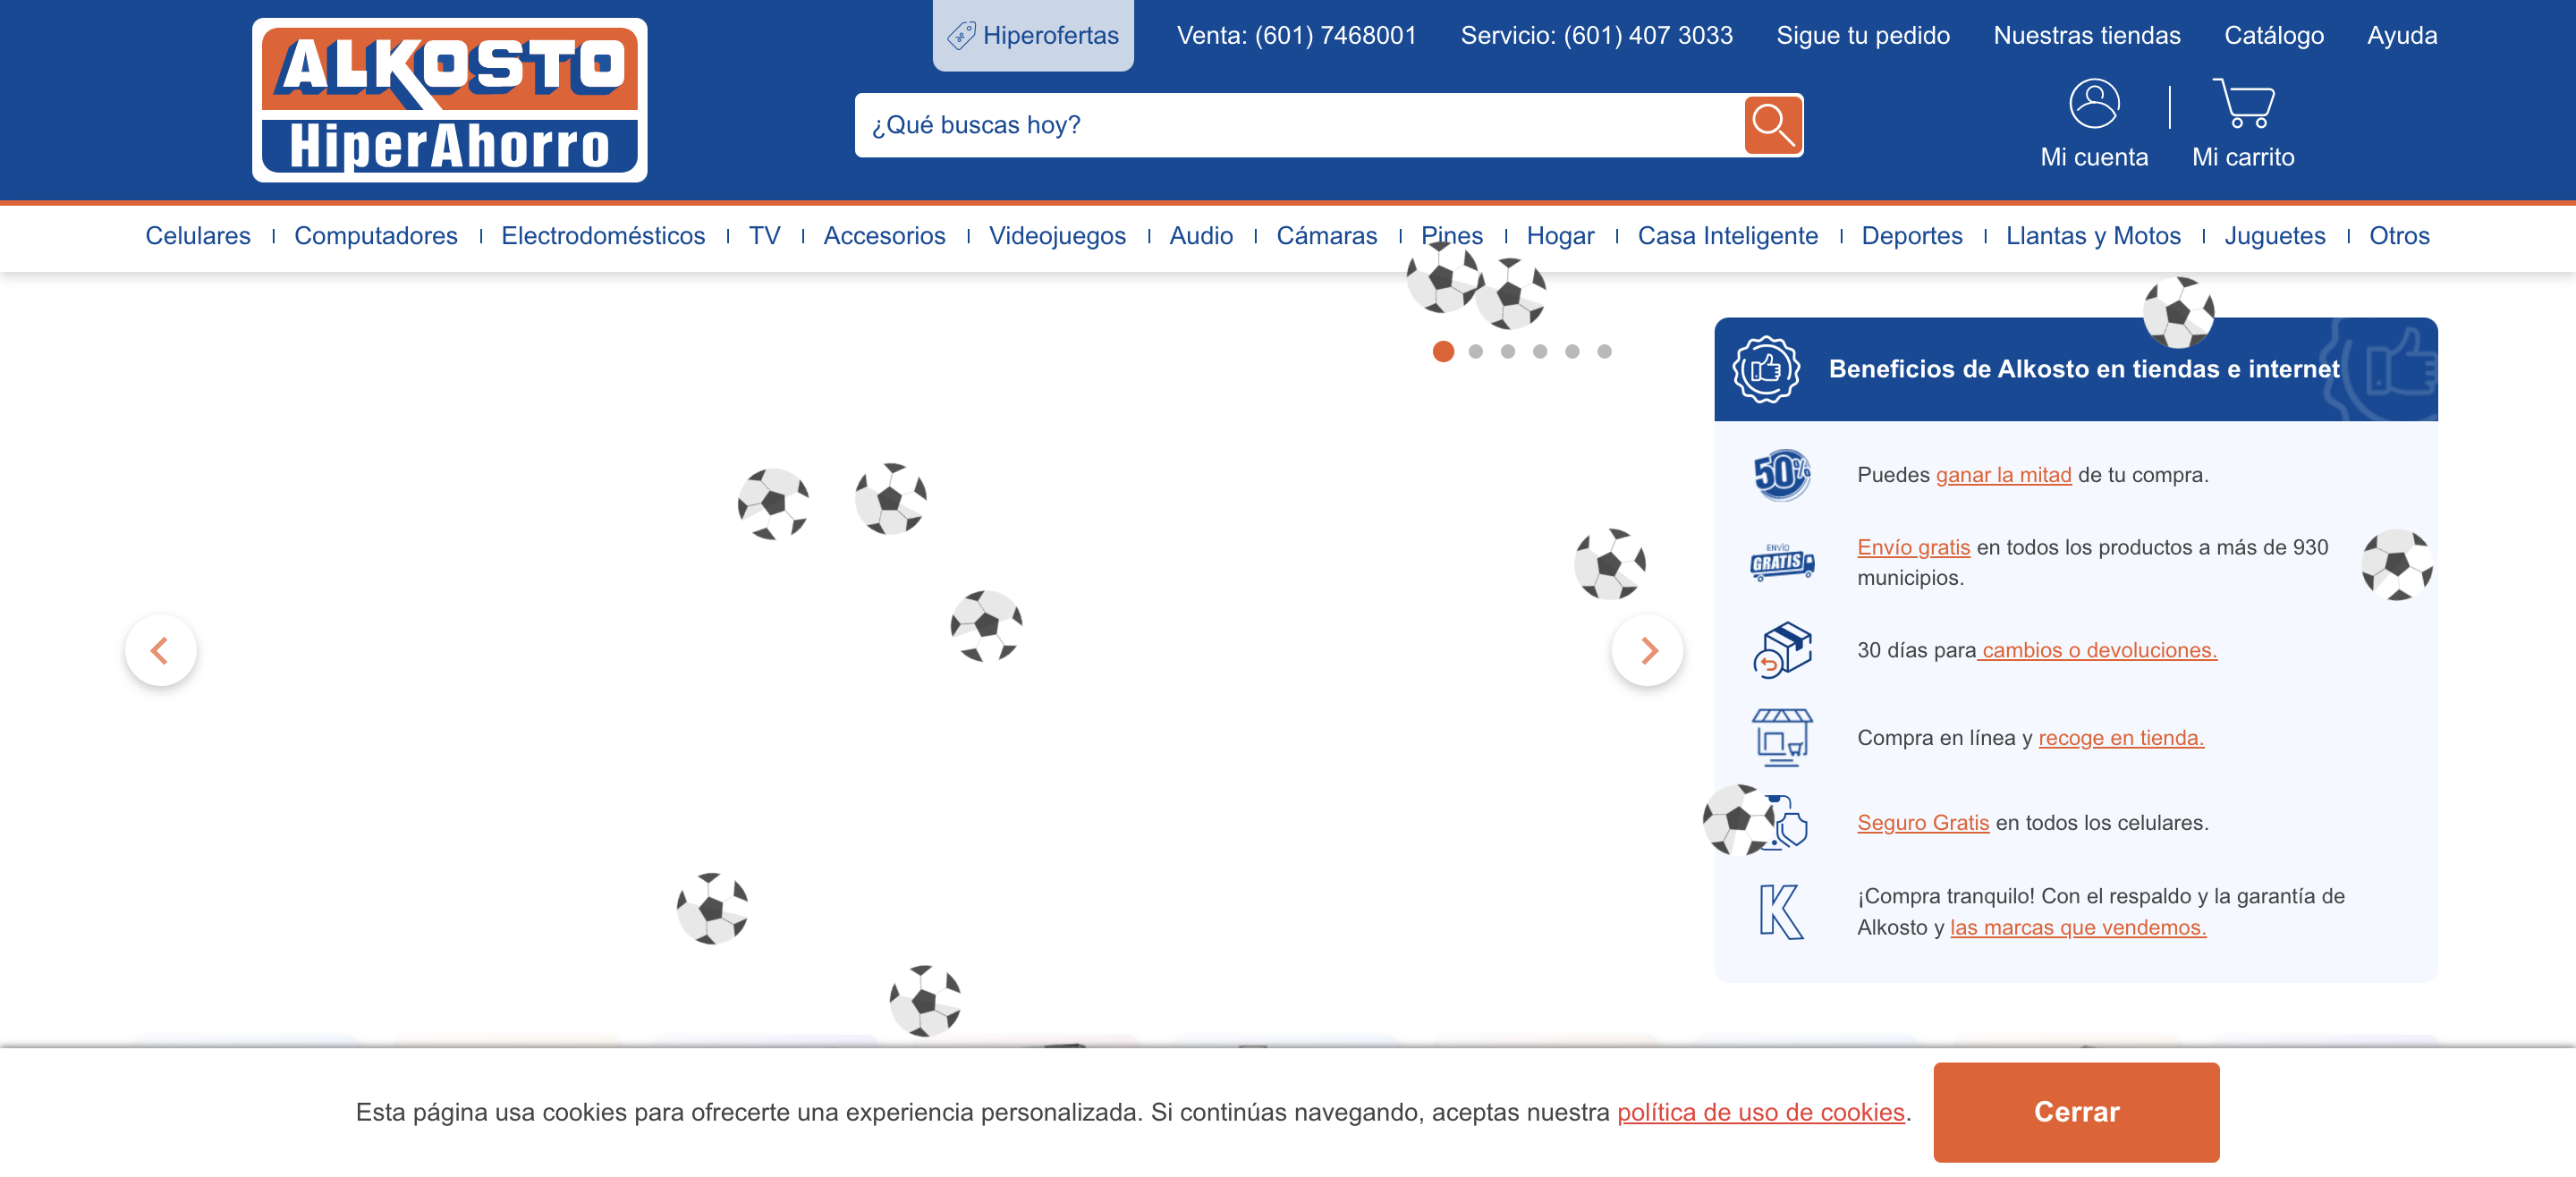 ALKOSTO
HiperAhorro
Hiperofertas
Venta: (601) 7468001
Servicio: (601) 407 3033
Sigue tu pedido
Nuestras tiendas
Catálogo
Ayuda
¿Qué buscas hoy?
Mi cuenta
Mi carrito
Celulares
Computadores
Electrodomésticos
TV
Accesorios
Videojuegos
Audio
Cámaras
Pines
Hogar
Casa Inteligente
Deportes
Llantas y Motos
Juguetes
Otros
Beneficios de Alkosto en tiendas e internet
50%
Puedes ganar la mitad de tu compra.
ENVÍO
GRATIS
Envío gratis en todos los productos a más de 930
municipios.
30 días para cambios o devoluciones.
Compra en línea y recoge en tienda.
Seguro Gratis en todos los celulares.
K
¡Compra tranquilo! Con el respaldo y la garantía de
Alkosto y las marcas que vendemos.
Esta página usa cookies para ofrecerte una experiencia personalizada. Si continúas navegando, aceptas nuestra política de uso de cookies.
Cerrar